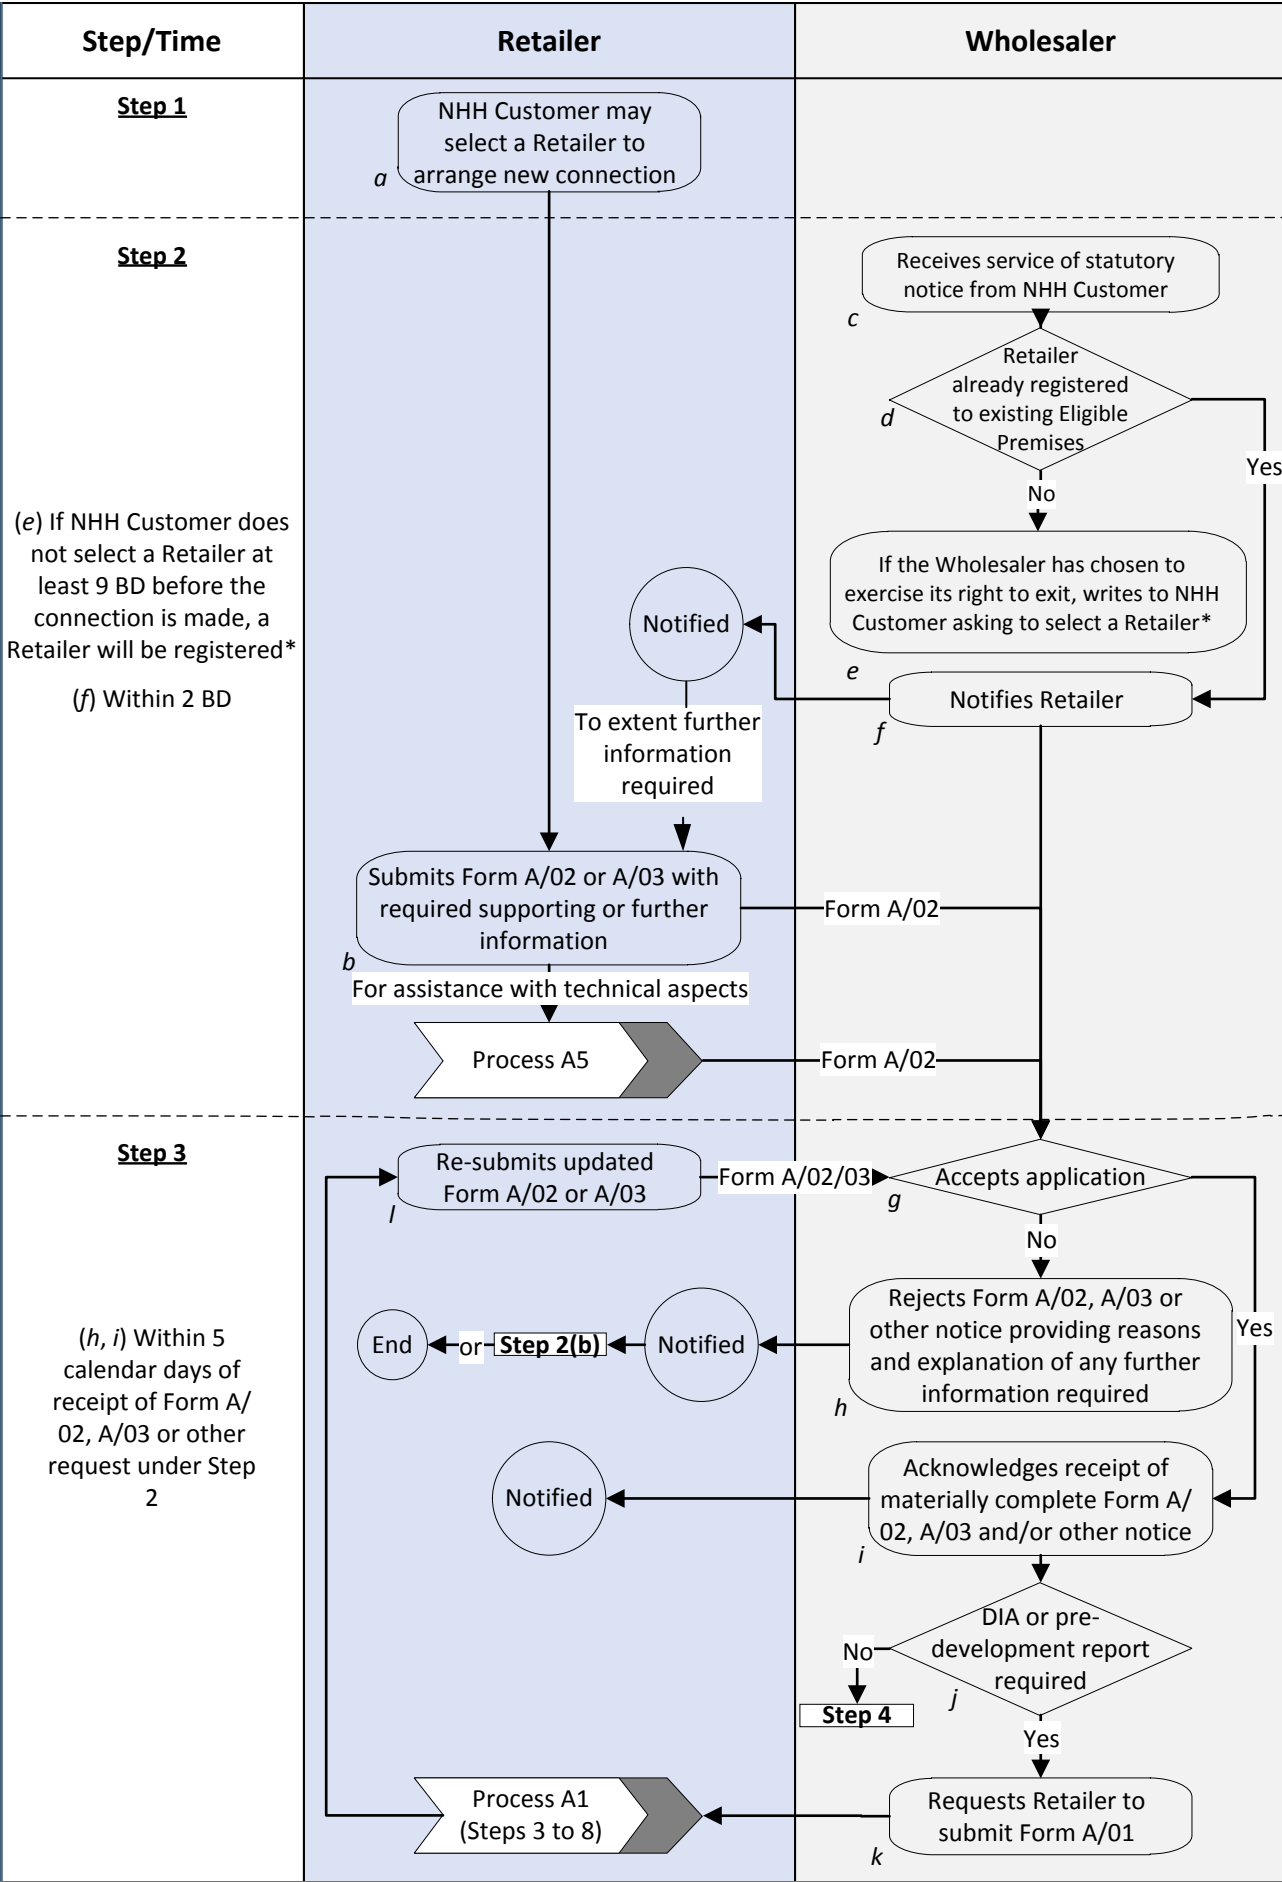 Step/Time
Retailer
Wholesaler
Step 1
NHH Customer may
select a Retailer to
arrange new connection
a
Step 2
Receives service of statutory
notice from NHH Customer
c
Retailer
already registered
to existing Eligible
Premises
d
Yes
No
(e) If NHH Customer does
not select a Retailer at
least 9 BD before the
connection is made, a
Retailer will be registered*
(f) Within 2 BD
If the Wholesaler has chosen to
exercise its right to exit, writes to NHH
Customer asking to select a Retailer*
e
Notified
Notifies Retailer
f
To extent further
information
required
Submits Form A/02 or A/03 with
required supporting or further
information
b
Form A/02
For assistance with technical aspects
Process A5
Form A/02
Step 3
Re-submits updated
Form A/02 or A/03
l
Form A/02/03
Accepts application
g
No
Yes
(h, i) Within 5
calendar days of
receipt of Form A/
02, A/03 or other
request under Step
2
End
or
Step 2(b)
Notified
Rejects Form A/02, A/03 or
other notice providing reasons
and explanation of any further
information required
h
Notified
Acknowledges receipt of
materially complete Form A/
02, A/03 and/or other notice
i
DIA or pre-
development report
required
j
No
Step 4
Yes
Process A1
(Steps 3 to 8)
Requests Retailer to
submit Form A/01
k